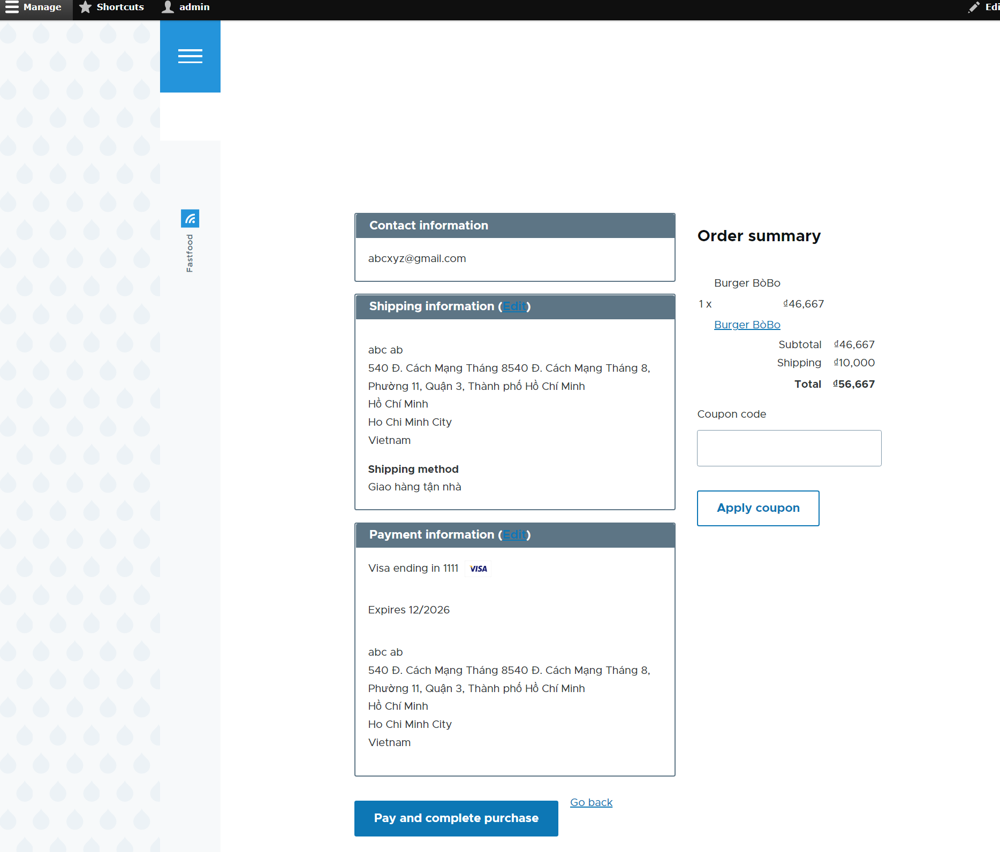 Manage
Shortcuts
admin
Edi
Fastfood
Contact information
abcxyz@gmail.com
Shipping information (Edit)
abc ab
540 Đ. Cách Mạng Tháng 8540 Đ. Cách Mạng Tháng 8,
Phường 11, Quận 3, Thành phố Hồ Chí Minh
Hồ Chí Minh
Ho Chi Minh City
Vietnam
Shipping method
Giao hàng tận nhà
Payment information (Edit)
Visa ending in 1111 VISA
Expires 12/2026
abc ab
540 Đ. Cách Mạng Tháng 8540 Đ. Cách Mạng Tháng 8,
Phường 11, Quận 3, Thành phố Hồ Chí Minh
Hồ Chí Minh
Ho Chi Minh City
Vietnam
Pay and complete purchase
Go back
Order summary
Burger BòBo
1 x ₫46,667
Burger BòBo
Subtotal ₫46,667
Shipping ₫10,000
Total ₫56,667
Coupon code
Apply coupon